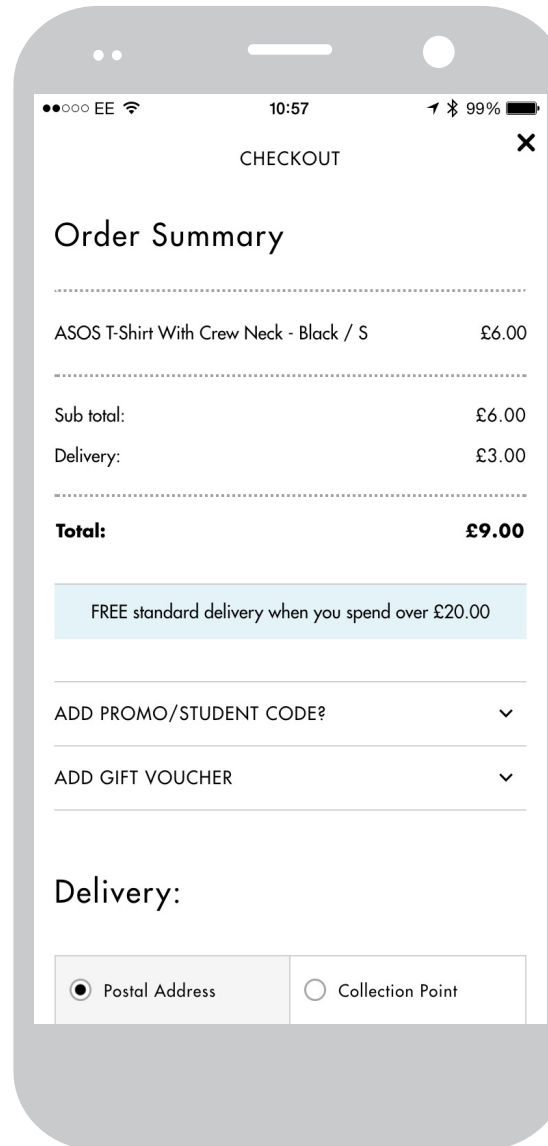 EE 10:57 99%
CHECKOUT
Order Summary
ASOS T-Shirt With Crew Neck - Black / S £6.00
Sub total: £6.00
Delivery: £3.00
Total: £9.00
FREE standard delivery when you spend over £20.00
ADD PROMO/STUDENT CODE?
ADD GIFT VOUCHER
Delivery:
Postal Address Collection Point